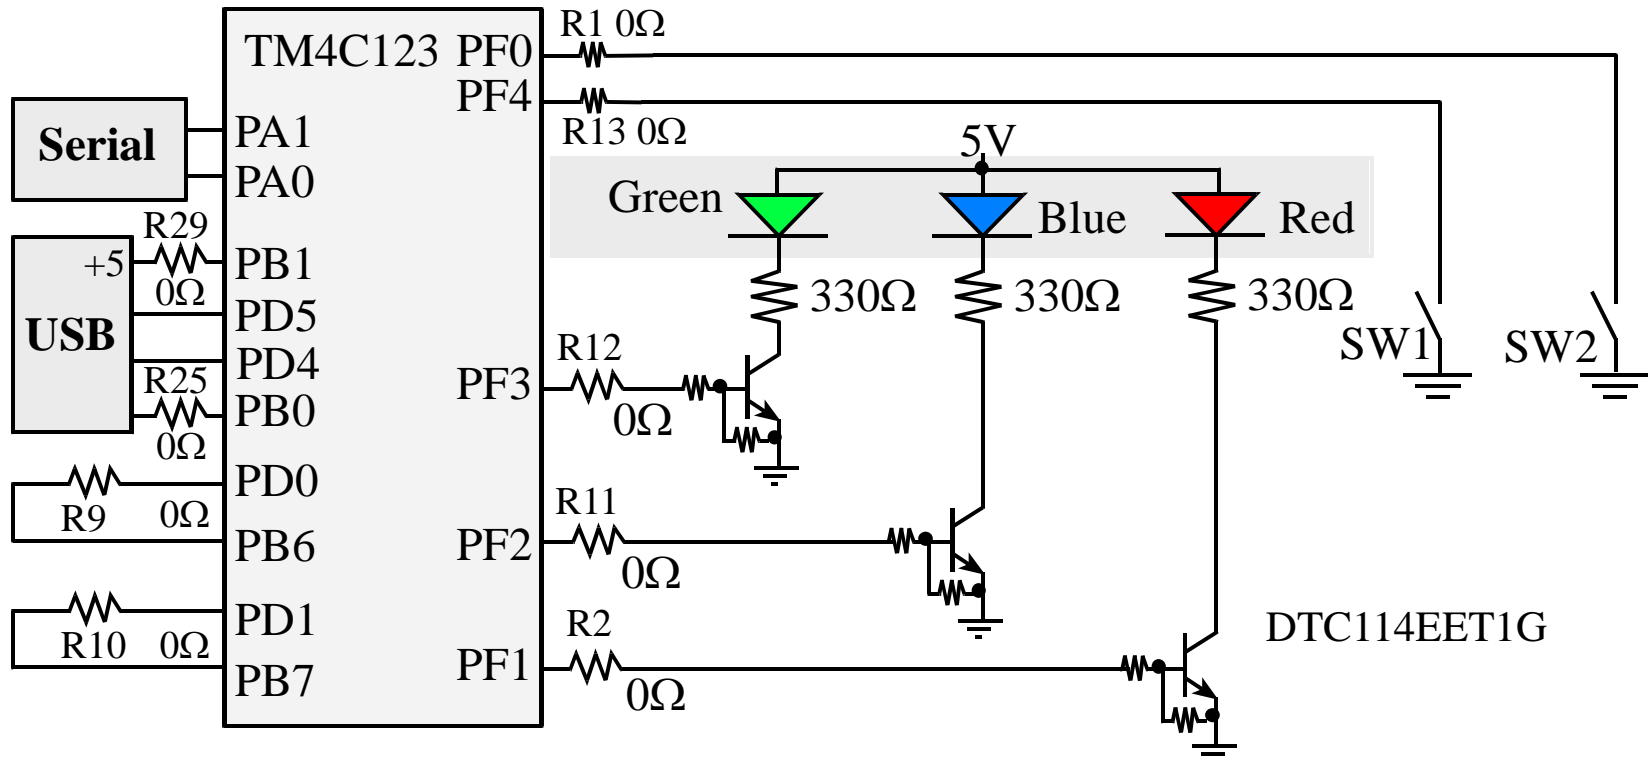 R1 0Ω
TM4C123 PF0
PF4
R13 0Ω
Serial
PA1
PA0
5V
Green
Blue
Red
R29
+5
0Ω
PB1
PD5
USB
PD4
R25
PB0
0Ω
330Ω
330Ω
330Ω
SW1
SW2
R12
PF3
0Ω
PD0
R9
0Ω
PB6
R11
PF2
0Ω
PD1
R10
0Ω
PB7
R2
PF1
0Ω
DTC114EET1G